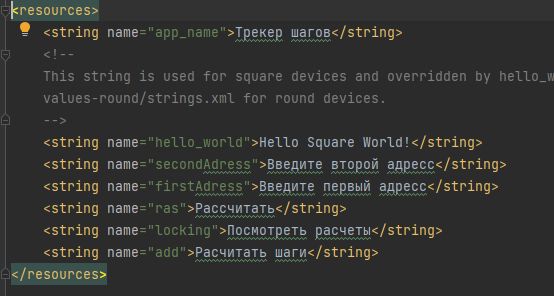 <resources>
<string name="app_name">Трекер шагов</string>
<!--
This string is used for square devices and overridden by hello_w
values-round/strings.xml for round devices.
-->
<string name="hello_world">Hello Square World!</string>
<string name="secondAdress">Введите второй адресс</string>
<string name="firstAdress">Введите первый адресс</string>
<string name="ras">Рассчитать</string>
<string name="locking">Посмотреть расчеты</string>
<string name="add">Расчитать шаги</string>
</resources>